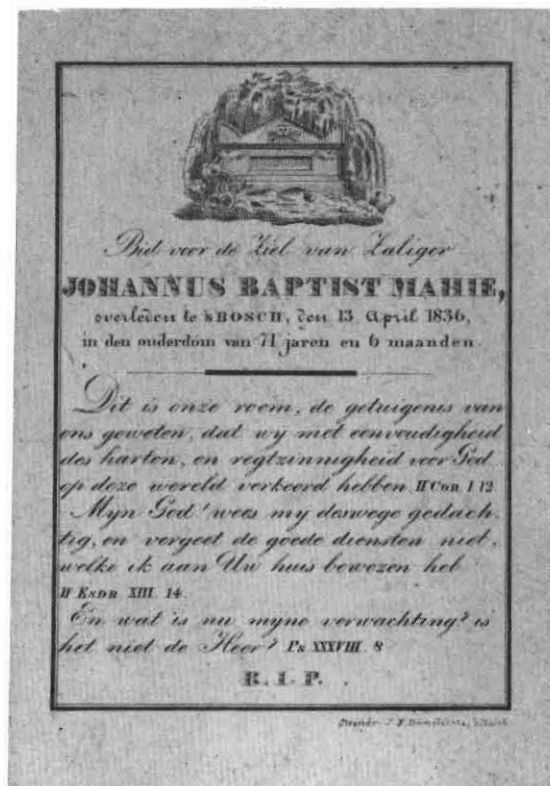 Bid voor de Ziel van Zaliger
JOHANNUS BAPTIST MAHIE,
overleden te sBOSCH, den 13 April 1836,
in den ouderdom van 71 jaren en 6 maanden.
Dit is onze roem, de getuigenis van
ons geweten, dat wy met eenvoudigheid
des harten, en regtzinnigheid voor God
op deze wereld verkeerd hebben II COR. I 12
Myn God! wees my deswege gedach-
tig, en vergeet de goede diensten niet,
welke ik aan Uw huis bewezen heb
II ESDR. XIII. 14.
En wat is nu myne verwachting? is
het niet de Heer? Ps. XXXVIII. 8
R. I. P.